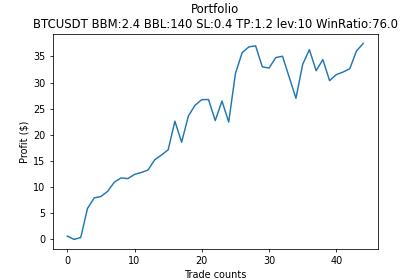 Portfolio
BTCUSDT BBM:2.4 BBL:140 SL:0.4 TP:1.2 lev:10 WinRatio:76.0
35
30
25
20
15
10
5
0
Profit ($)
0 10 20 30 40
Trade counts